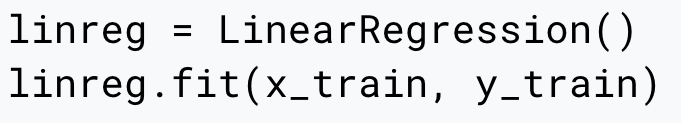 linreg = LinearRegression()
linreg.fit(x_train, y_train)